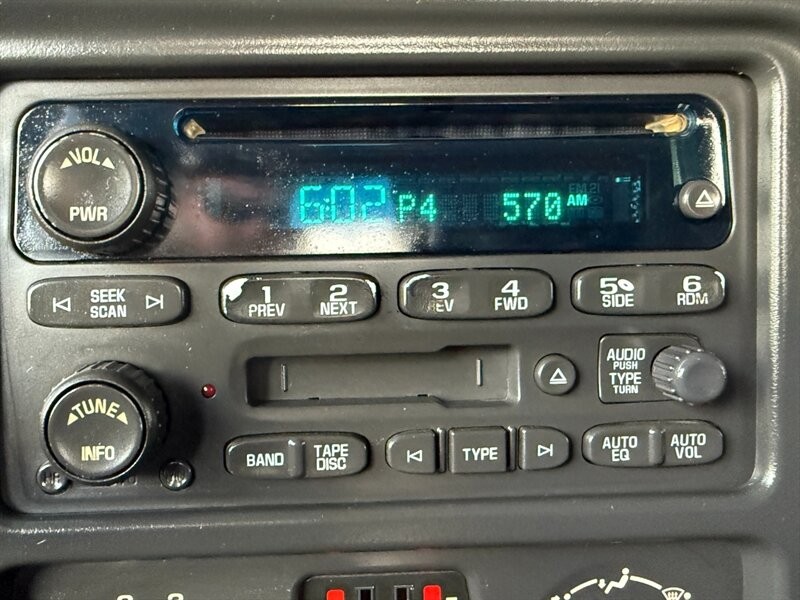 VOL
PWR
6:02 P4 570 AM
SEEK
SCAN
1 PREV
2 NEXT
3
4 FWD
5 SIDE
6 RDM
TUNE
INFO
AUDIO
PUSH
TYPE
TURN
BAND
TAPE
DISC
TYPE
AUTO
EQ
AUTO
VOL